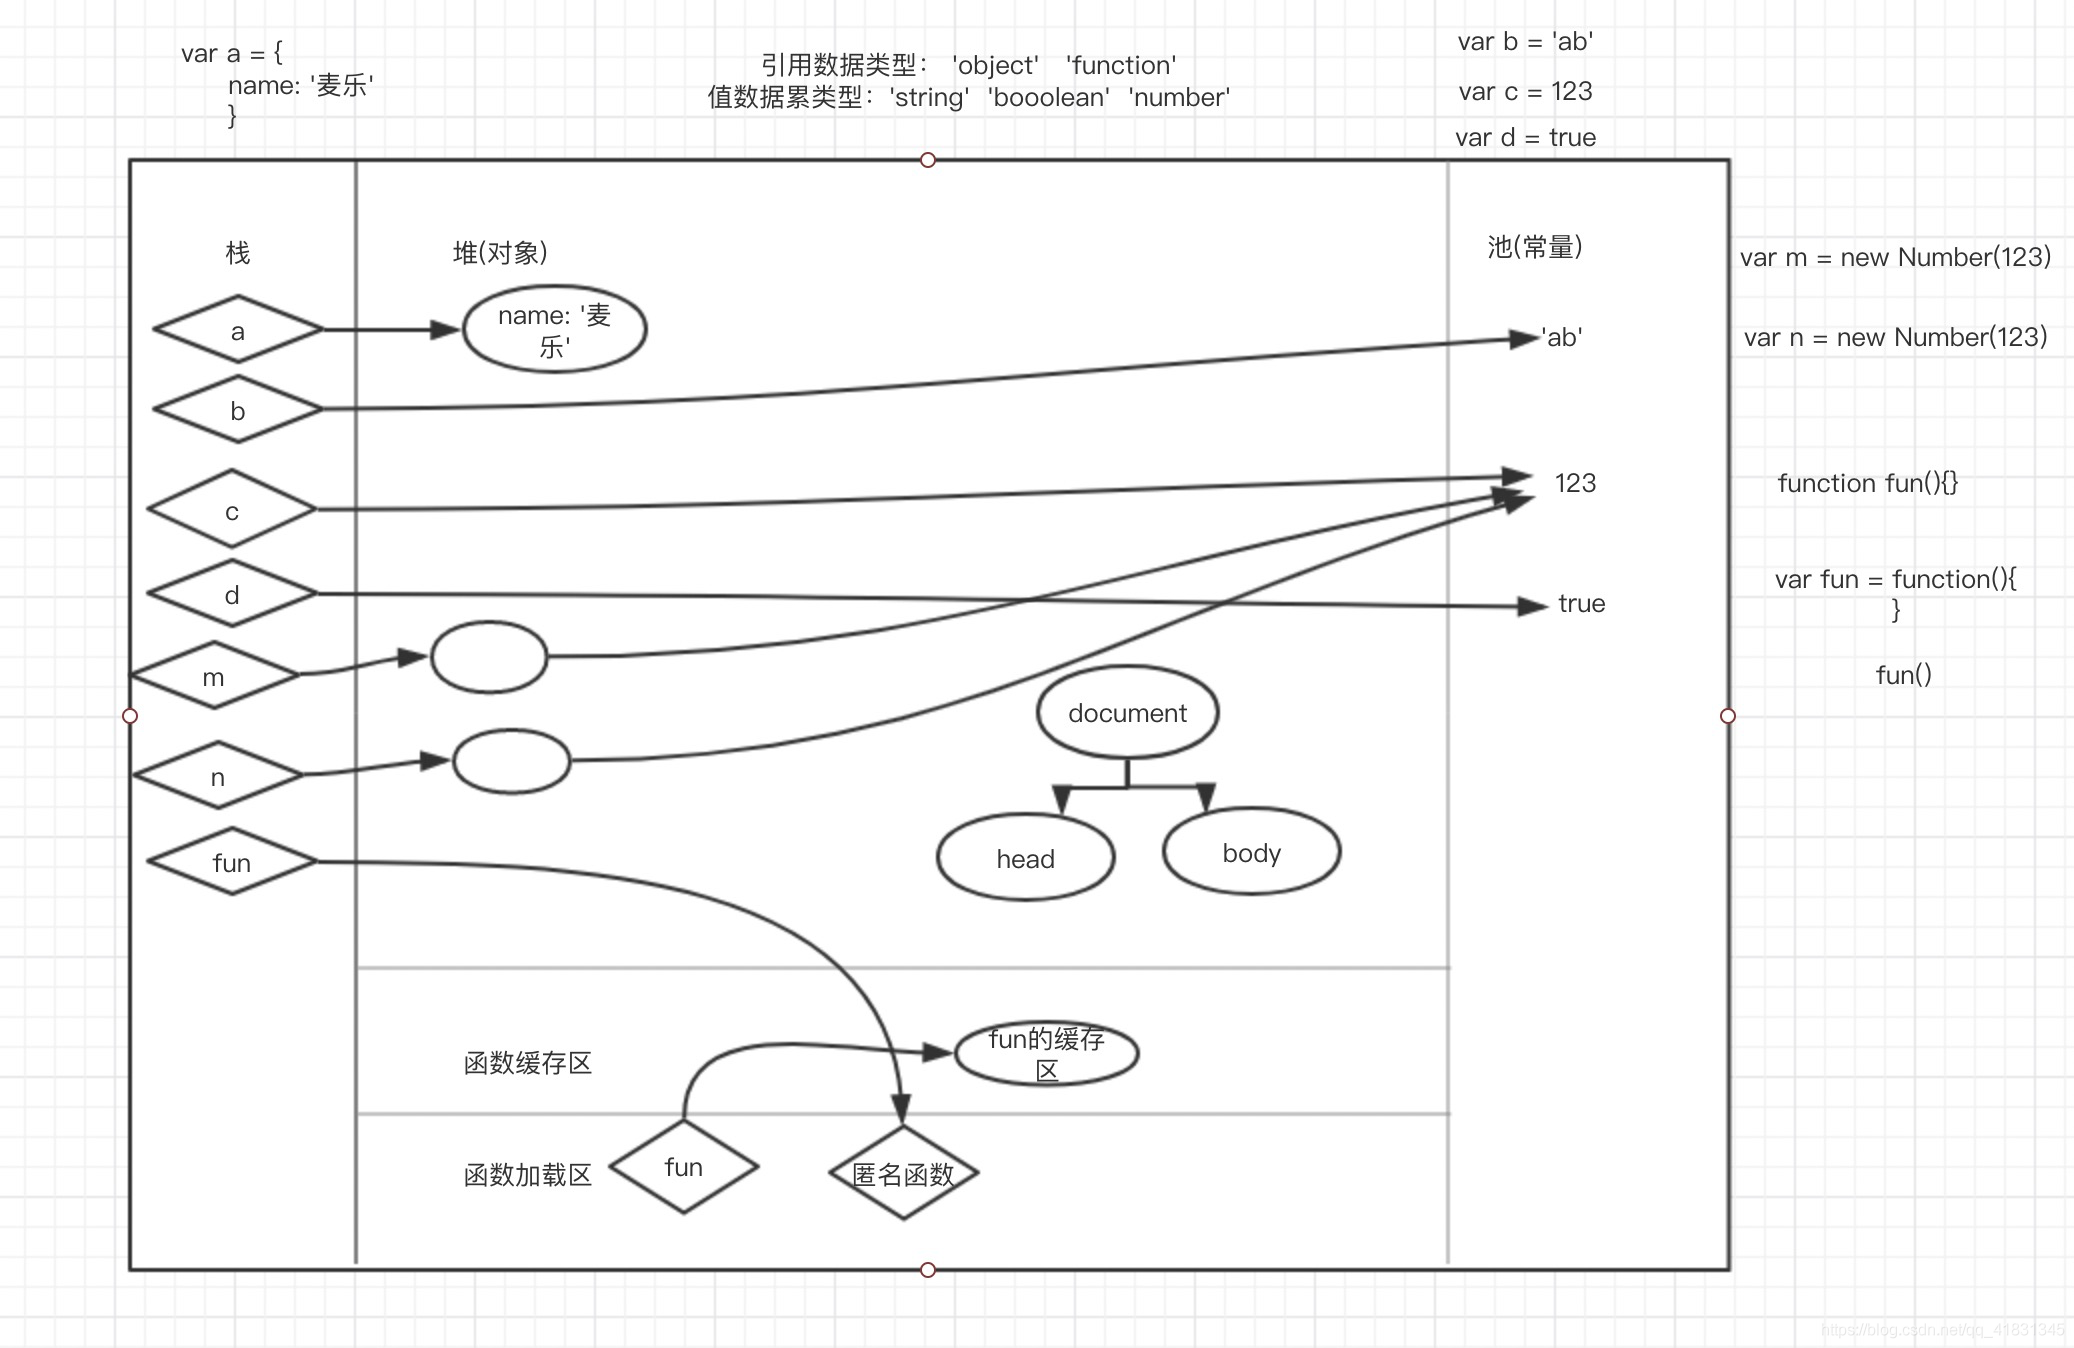 var a = {
name: '麦乐'
}
引用数据类型： 'object' 'function'
值数据累类型：'string' 'booolean' 'number'
var b = 'ab'
var c = 123
var d = true
栈
堆(对象)
池(常量)
var m = new Number(123)
a
name: '麦
乐'
'ab'
var n = new Number(123)
b
c
123
function fun(){}
d
true
var fun = function(){
}
m
fun()
document
n
head
body
fun
函数缓存区
fun的缓存
区
函数加载区
fun
匿名函数
https://blog.csdn.net/qq_41831345